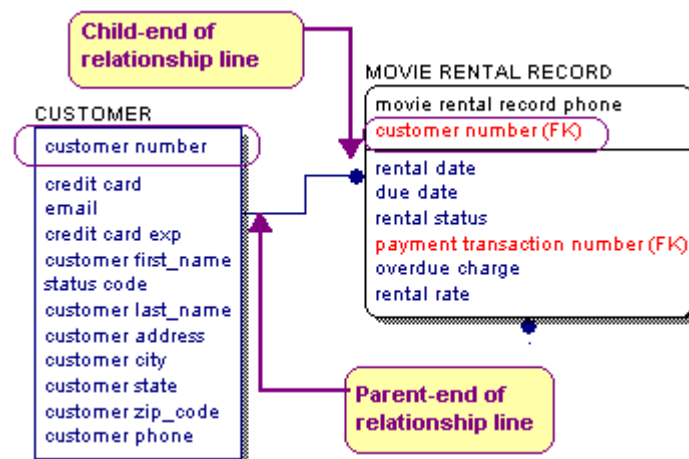 Child-end of
relationship line
MOVIE RENTAL RECORD
movie rental record phone
customer number (FK)
rental date
due date
rental status
payment transaction number (FK)
overdue charge
rental rate
CUSTOMER
customer number
credit card
email
credit card exp
customer first_name
status code
customer last_name
customer address
customer city
customer state
customer zip_code
customer phone
Parent-end of
relationship line